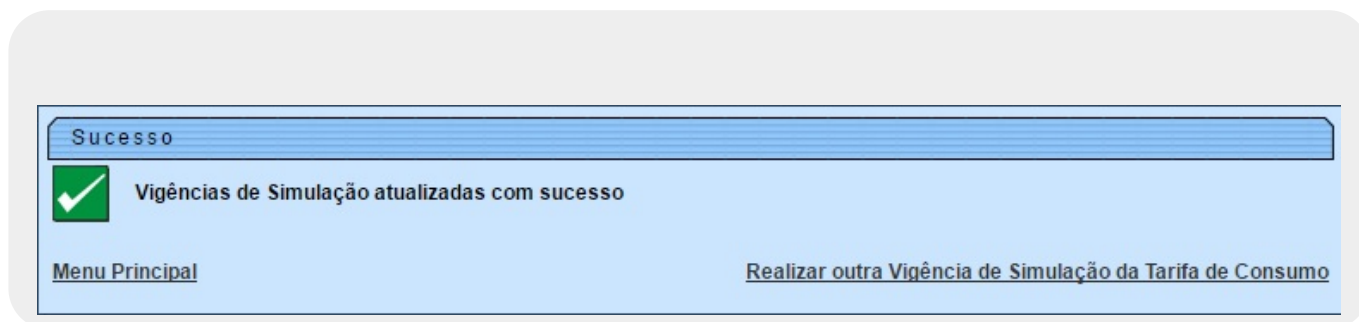 Sucesso
Vigências de Simulação atualizadas com sucesso
Menu Principal
Realizar outra Vigência de Simulação da Tarifa de Consumo